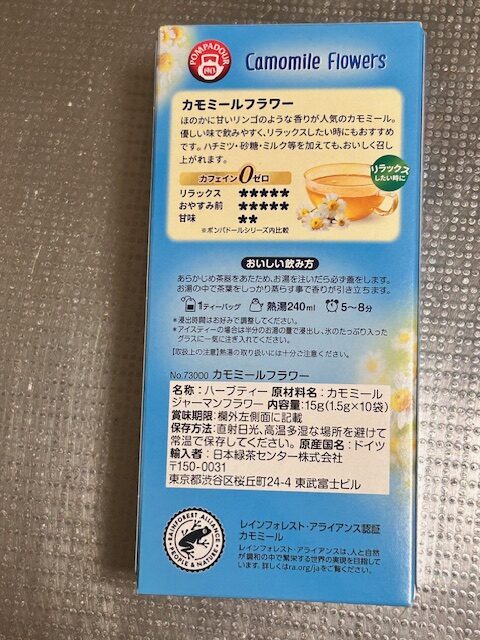 POMPADOUR
Camomile Flowers
カモミールフラワー
ほのかに甘いリンゴのような香りが人気のカモミール。
優しい味で飲みやすく、リラックスしたい時にもおすすめ
です。ハチミツ・砂糖・ミルク等を加えても、おいしく召し
上がれます。
カフェイン0ゼロ
リラックス ★★★★★
おやすみ前 ★★★★★
甘味 ★★
*ポンパドールシリーズ内比較
リラックス
したい時に
おいしい飲み方
あらかじめ茶器をあたため、お湯を注いだら必ず蓋をします。
お湯の中で茶葉をしっかり蒸らす事で香りが引き立ちます。
1ティーバッグ 熱湯240ml 5~8分
*浸出時間はお好みで調整してください。
*アイスティーの場合は半分のお湯の量で浸出し、氷のたっぷり入った
グラスに一気に注ぎ入れてください。
【取扱上の注意】熱湯の取り扱いには十分ご注意ください。
No.73000 カモミールフラワー
名称:ハーブティー 原材料名:カモミール
ジャーマンフラワー 内容量:15g(1.5g×10袋)
賞味期限:欄外左側面に記載
保存方法:直射日光、高温多湿な場所を避けて
常温で保存してください。原産国名:ドイツ
輸入者:日本緑茶センター株式会社
〒150-0031
東京都渋谷区桜丘町24-4 東武富士ビル
RAINFOREST ALLIANCE
PEOPLE & NATURE
レインフォレスト・アライアンス認証
カモミール
レインフォレスト・アライアンスは、人と自然
が調和の中で繁栄する世界の実現を目指して
います。詳しくはra.org/jaをご覧ください。